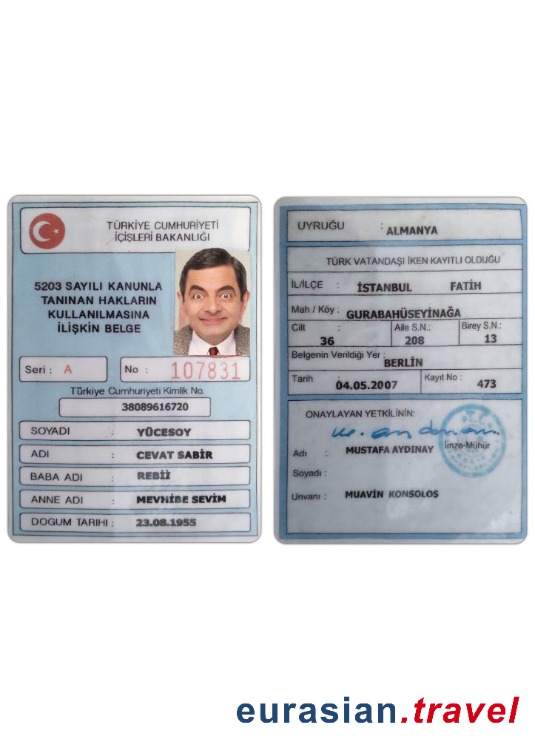 TÜRKİYE CUMHURİYETİ
İÇİŞLERİ BAKANLIĞI
5203 SAYILI KANUNLA
TANINAN HAKLARIN
KULLANILMASINA
İLİŞKİN BELGE
Seri : A No : 107831
Türkiye Cumhuriyeti Kimlik No.
38089616720
SOYADI : YÜCESOY
ADI : CEVAT SABİR
BABA ADI : REBİİ
ANNE ADI : MEVHİBE SEVİM
DOĞUM TARİHİ : 23.08.1955
UYRUĞU : ALMANYA
TÜRK VATANDAŞI İKEN KAYITLI OLDUĞU
İL/İLÇE : İSTANBUL FATİH
Mah / Köy : GURABAHÜSEYİNAĞA
Cilt : Aile S.N.: Birey S.N.:
36 208 13
Belgenin Verildiği Yer :
BERLİN
Tarih : 04.05.2007 Kayıt No : 473
ONAYLAYAN YETKİLİNİN:
İmza-Mühür
Adı : MUSTAFA AYDINAY
Soyadı :
Unvanı : MUAVİN KONSOLOS
eurasian.travel